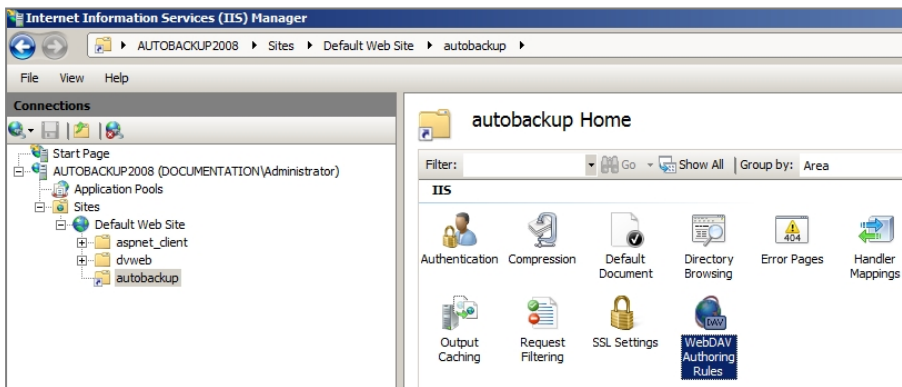 Internet Information Services (IIS) Manager
AUTOBACKUP2008 Sites Default Web Site autobackup
File View Help
Connections
Start Page
AUTOBACKUP2008 (DOCUMENTATION\Administrator)
Application Pools
Sites
Default Web Site
aspnet_client
dvweb
autobackup
autobackup Home
Filter: Go Show All Group by: Area
IIS
Authentication Compression Default Document Directory Browsing Error Pages Handler Mappings
404
Output Caching Request Filtering SSL Settings WebDAV Authoring Rules
DAV